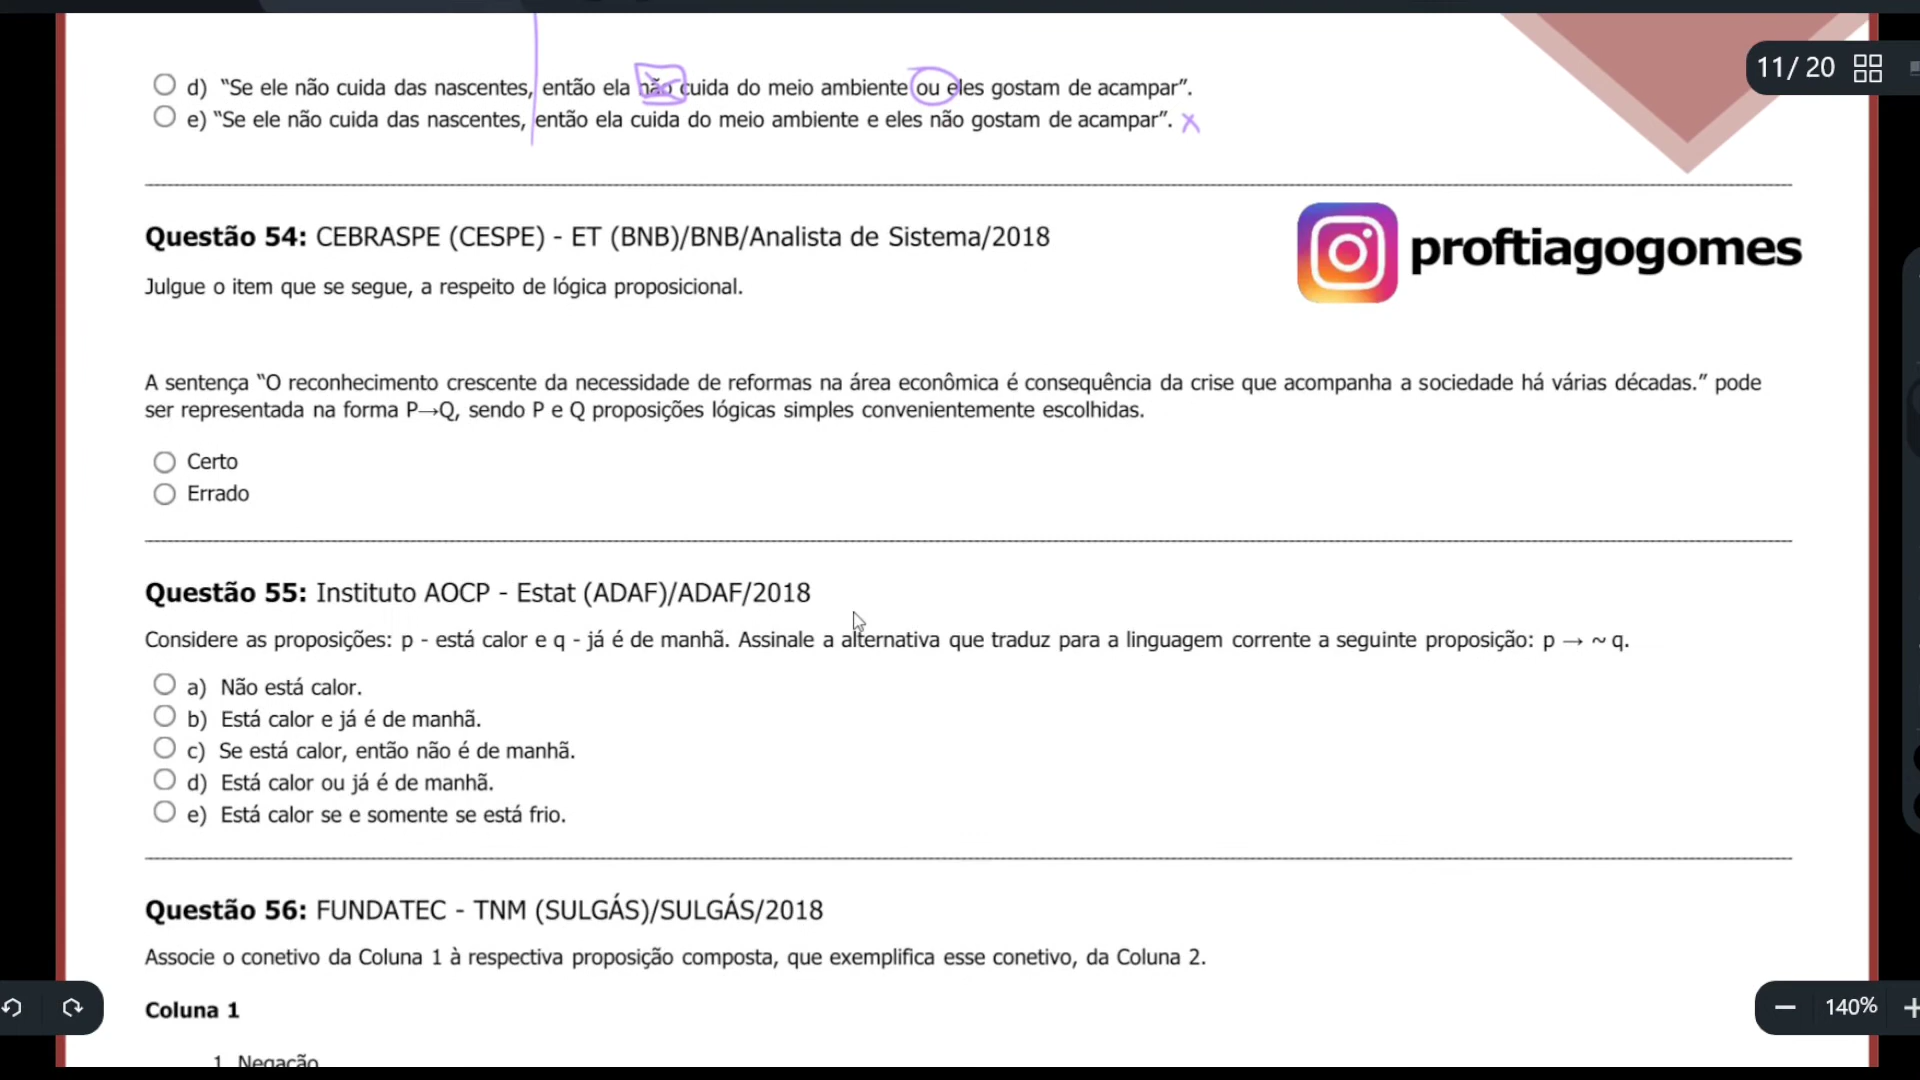 11/ 20
d) “Se ele não cuida das nascentes, então ela não cuida do meio ambiente ou eles gostam de acampar”.
e) “Se ele não cuida das nascentes, então ela cuida do meio ambiente e eles não gostam de acampar”. x
Questão 54: CEBRASPE (CESPE) - ET (BNB)/BNB/Analista de Sistema/2018
proftiagogomes
Julgue o item que se segue, a respeito de lógica proposicional.
A sentença “O reconhecimento crescente da necessidade de reformas na área econômica é consequência da crise que acompanha a sociedade há várias décadas.” pode
ser representada na forma P→Q, sendo P e Q proposições lógicas simples convenientemente escolhidas.
Certo
Errado
Questão 55: Instituto AOCP - Estat (ADAF)/ADAF/2018
Considere as proposições: p - está calor e q - já é de manhã. Assinale a alternativa que traduz para a linguagem corrente a seguinte proposição: p → ~ q.
a) Não está calor.
b) Está calor e já é de manhã.
c) Se está calor, então não é de manhã.
d) Está calor ou já é de manhã.
e) Está calor se e somente se está frio.
Questão 56: FUNDATEC - TNM (SULGÁS)/SULGÁS/2018
Associe o conetivo da Coluna 1 à respectiva proposição composta, que exemplifica esse conetivo, da Coluna 2.
Coluna 1
1. Negação
140%